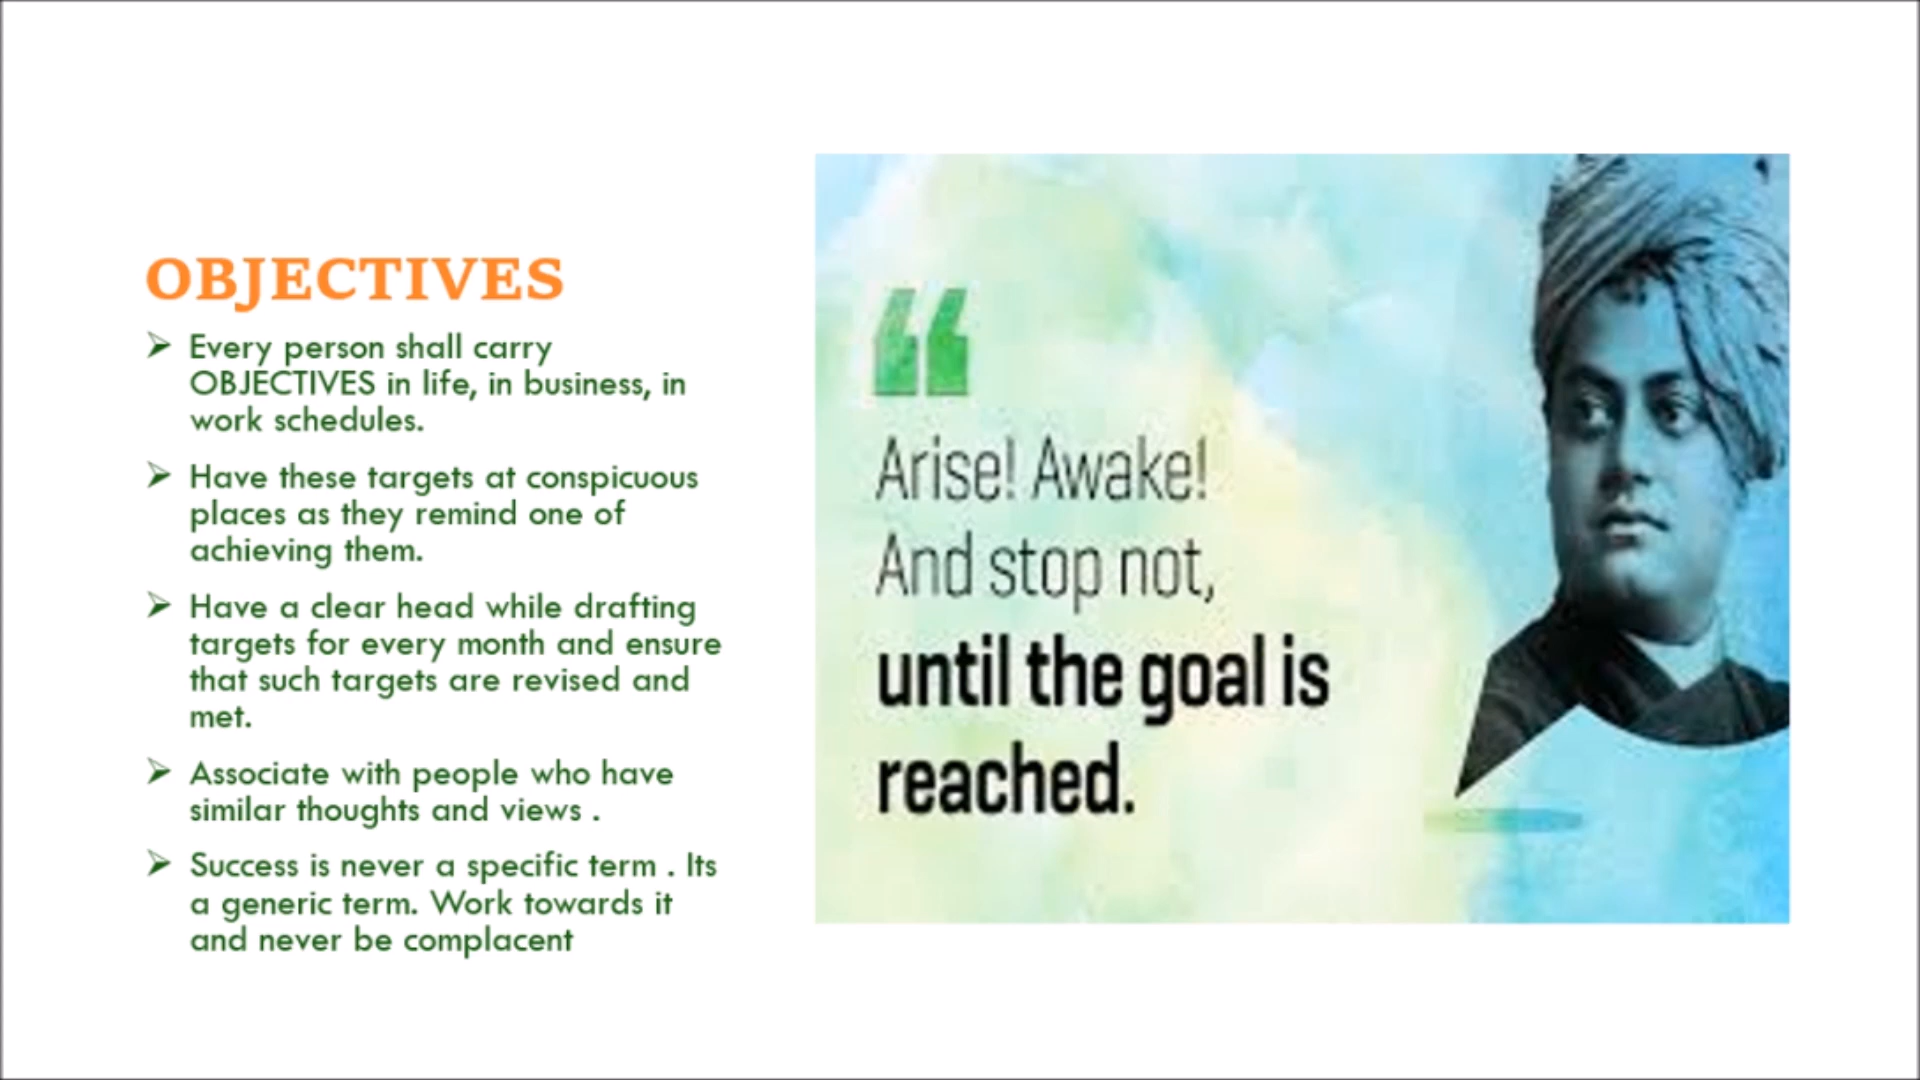 OBJECTIVES
Every person shall carry
OBJECTIVES in life, in business, in
work schedules.
Have these targets at conspicuous
places as they remind one of
achieving them.
Have a clear head while drafting
targets for every month and ensure
that such targets are revised and
met.
Associate with people who have
similar thoughts and views .
Success is never a specific term . Its
a generic term. Work towards it
and never be complacent
“
Arise! Awake!
And stop not,
until the goal is
reached.